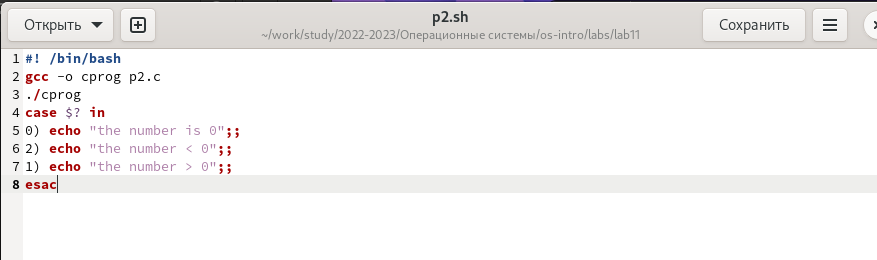 Открыть
p2.sh
~/work/study/2022-2023/Операционные системы/os-intro/labs/lab11
Сохранить
1 #! /bin/bash
2 gcc -o cprog p2.c
3 ./cprog
4 case $? in
5 0) echo "the number is 0";;
6 2) echo "the number < 0";;
7 1) echo "the number > 0";;
8 esac